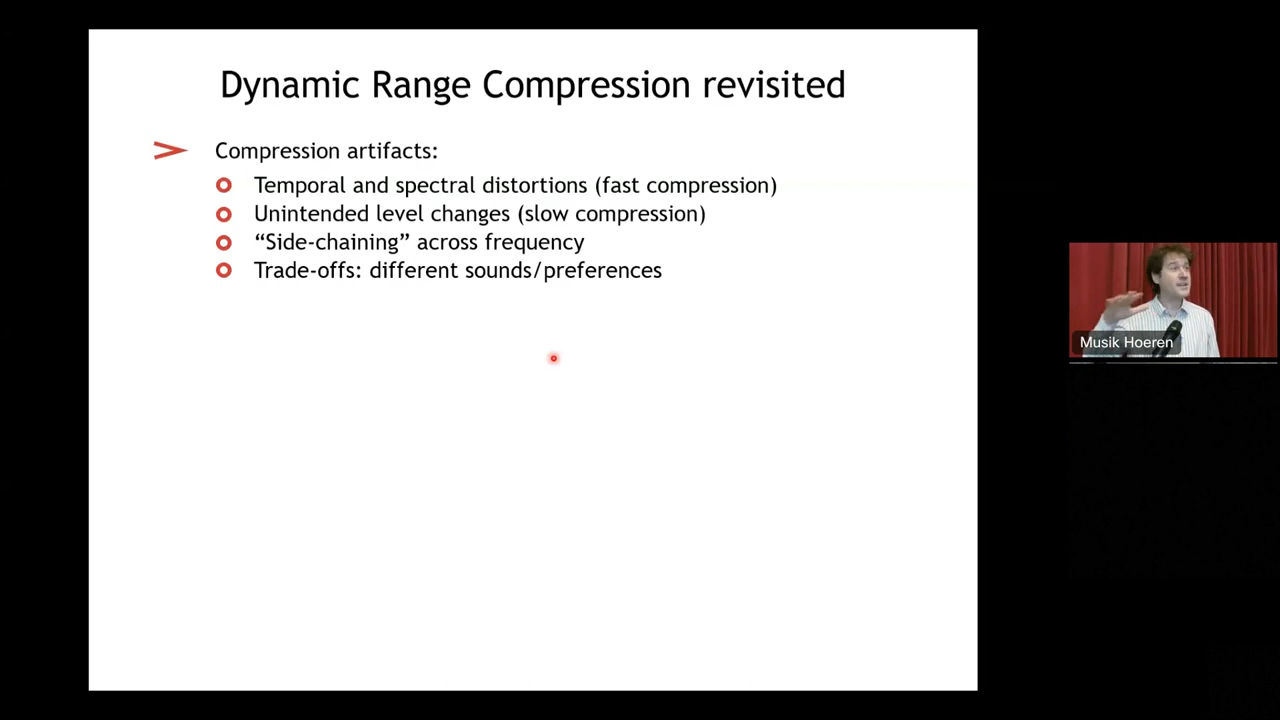 Dynamic Range Compression revisited
Compression artifacts:
Temporal and spectral distortions (fast compression)
Unintended level changes (slow compression)
“Side-chaining” across frequency
Trade-offs: different sounds/preferences
Musik Hoeren